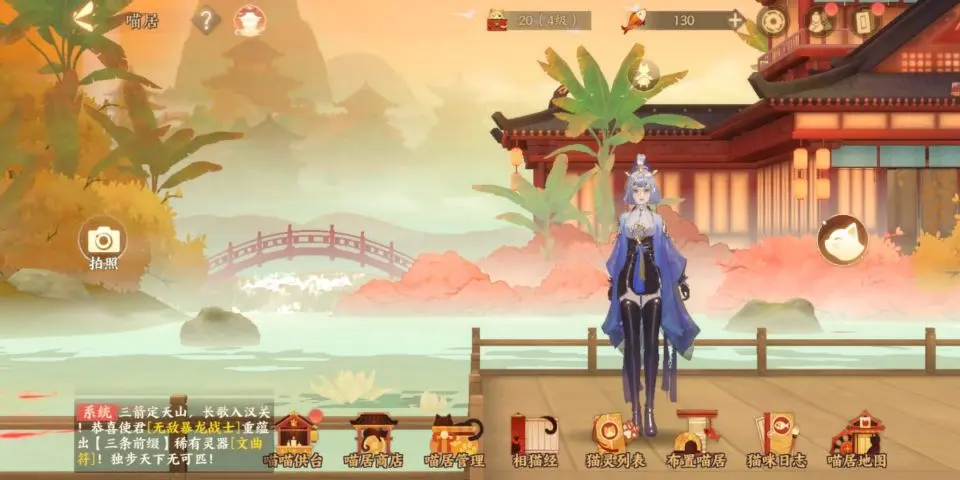 喵居
?
20（4级）
130
拍照
系统 三箭定天山，长歌入汉关
！恭喜使君[无敌暴龙战士]重蕴
出【三条前缀】稀有灵器[文曲
符]！独步天下无可匹！
喵喵供台
喵居商店
喵居管理
相猫经
猫灵列表
布置喵居
猫咪日志
喵居地图